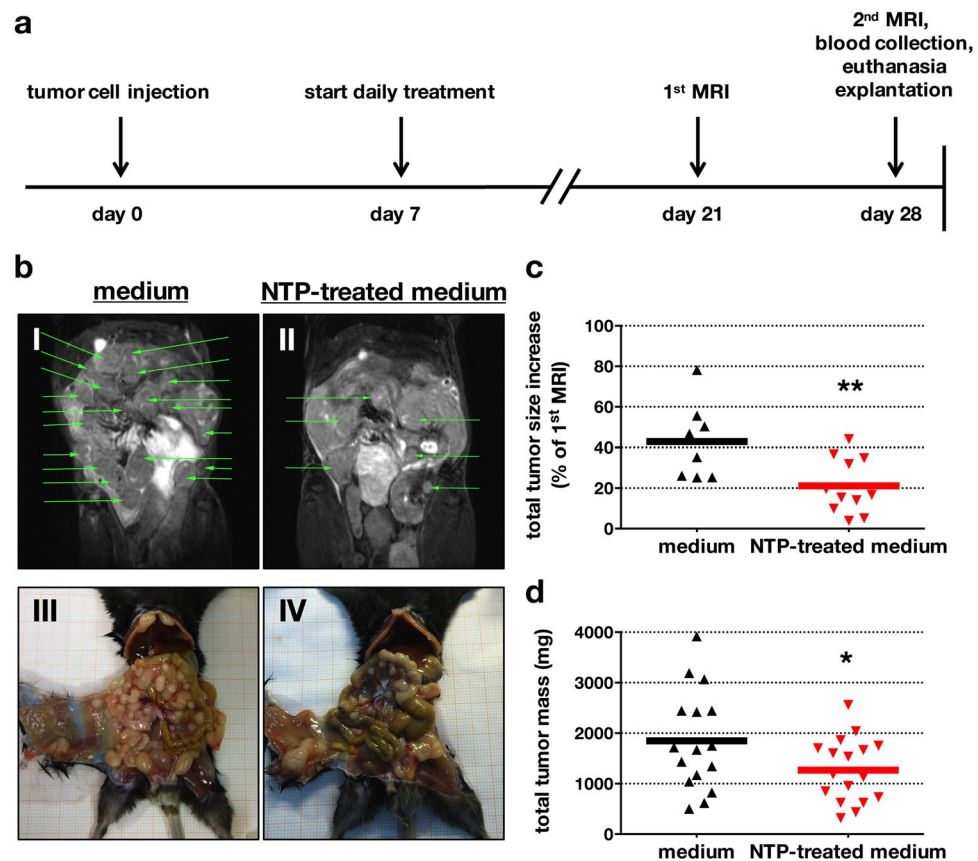 a
tumor cell injection
start daily treatment
1st MRI
2nd MRI,
blood collection,
euthanasia
explantation
day 0
day 7
day 21
day 28
b
medium
NTP-treated medium
I
II
III
IV
c
total tumor size increase
(% of 1st MRI)
100
80
60
40
20
0
**
medium
NTP-treated medium
d
total tumor mass (mg)
4000
3000
2000
1000
0
*
medium
NTP-treated medium